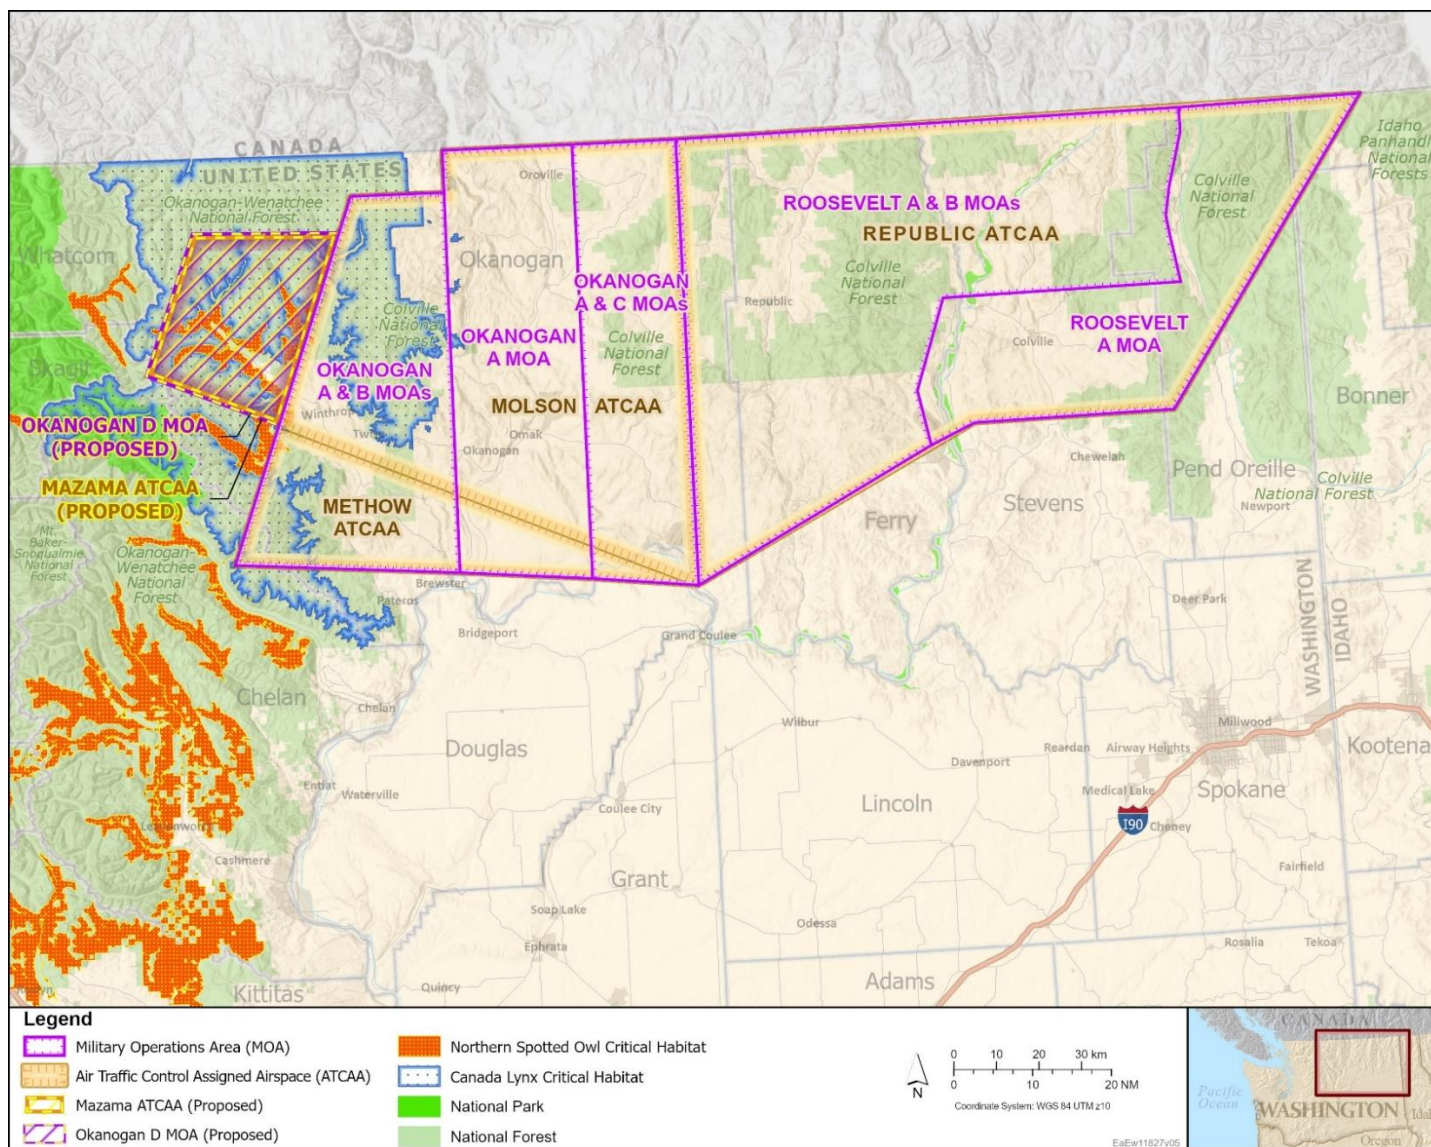 CANADA
UNITED STATES
Okanogan-Wenatchee
National Forest
Whatcom
Skagit
Oroville
Okanogan
Colville
National
Forest
OKANOGAN
A & B MOAs
OKANOGAN
A MOA
OKANOGAN
A & C MOAs
Colville
National
Forest
MOLSON ATCAA
Winthrop
Omak
Okanogan
OKANOGAN D MOA
(PROPOSED)
MAZAMA ATCAA
(PROPOSED)
METHOW
ATCAA
ROOSEVELT A & B MOAs
REPUBLIC ATCAA
Republic
Colville
National
Forest
Colville
National
Forest
Idaho
Panhandle
National
Forests
ROOSEVELT
A MOA
Colville
Bonner
Chewelah
Pend Oreille
Colville
National Forest
Newport
Stevens
Ferry
Mt.
Baker-
Snoqualmie
National
Forest
Okanogan-
Wenatchee
National
Forest
Brewster
Pateros
Bridgeport
Grand Coulee
Deer Park
WASHINGTON
IDAHO
Chelan
Chelan
Douglas
Wilbur
Millwood
Reardan
Airway Heights
Kootena
Davenport
Entiat
Waterville
Coulee City
Lincoln
Medical Lake
Spokane
I90
Cheney
Cashmere
Grant
Fairfield
Soap Lake
Ephrata
Odessa
Rosalia
Tekoa
Adams
Quincy
Kittitas
Legend
Military Operations Area (MOA)
Air Traffic Control Assigned Airspace (ATCAA)
Mazama ATCAA (Proposed)
Okanogan D MOA (Proposed)
Northern Spotted Owl Critical Habitat
Canada Lynx Critical Habitat
National Park
National Forest
N
0 10 20 30 km
0 10 20 NM
Coordinate System: WGS 84 UTM z10
EaEw11827v05
CANADA
Pacific
Ocean
WASHINGTON
Idah
Oregon